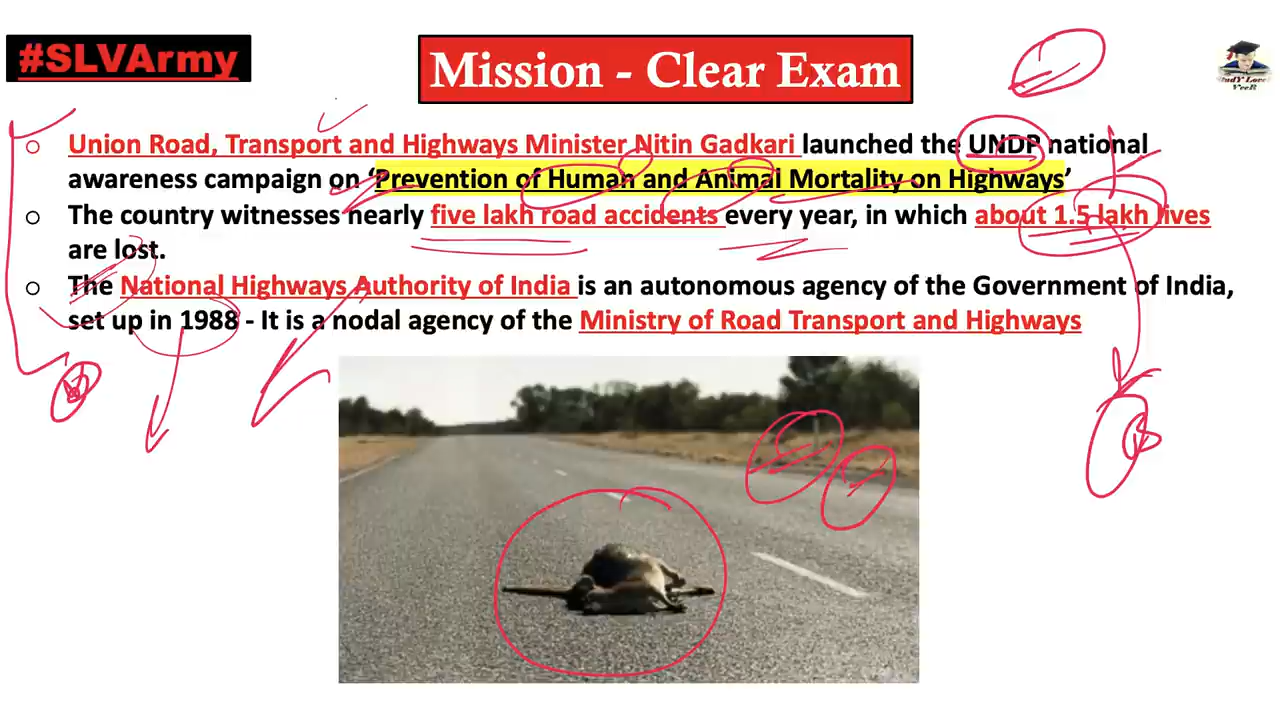 #SLVArmy
Mission - Clear Exam
StudY LoveR
VeeR
Union Road, Transport and Highways Minister Nitin Gadkari launched the UNDP national
awareness campaign on ‘Prevention of Human and Animal Mortality on Highways’
The country witnesses nearly five lakh road accidents every year, in which about 1.5 lakh lives
are lost.
The National Highways Authority of India is an autonomous agency of the Government of India,
set up in 1988 - It is a nodal agency of the Ministry of Road Transport and Highways